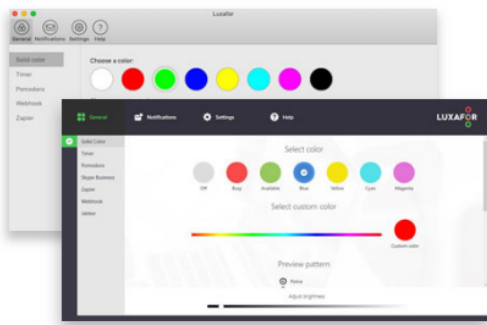 Luxafor
General Notifications Settings Help
Solid color
Choose a color:
Timer
Pomodoro
Webhook
Zapier
General Notifications Settings Help LUXAFOR
Solid Color
Select color
Timer
Pomodoro
Off Busy Available Blue Yellow Cyan Magenta
Skype Business
Zapier
Select custom color
Webhook
Jabber
Custom color
Preview pattern
Adjust brightness